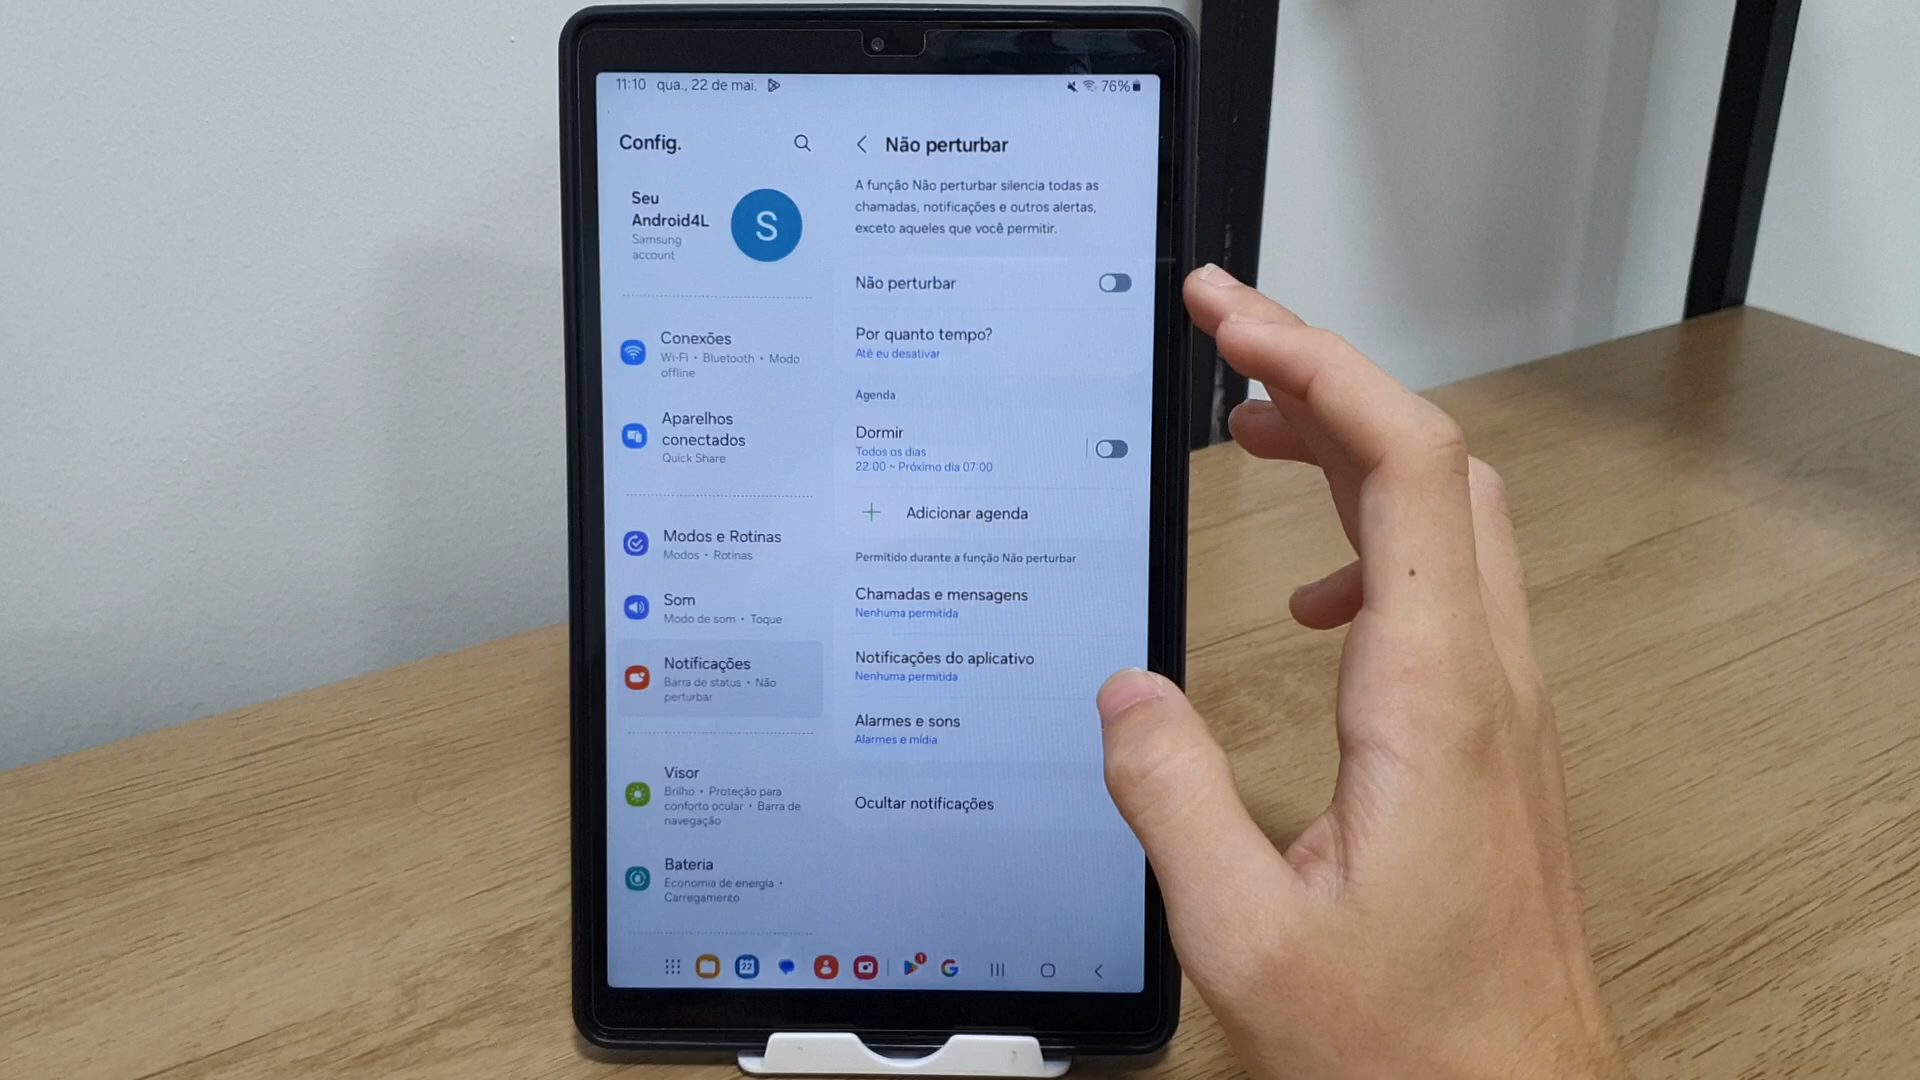 11:10 qua., 22 de mai.
76%
Config.
Seu
Android4L
Samsung
account
S
Conexões
Wi-Fi • Bluetooth • Modo
offline
Aparelhos
conectados
Quick Share
Modos e Rotinas
Modos • Rotinas
Som
Modo de som • Toque
Notificações
Barra de status • Não
perturbar
Visor
Brilho • Proteção para
conforto ocular • Barra de
navegação
Bateria
Economia de energia •
Carregamento
Não perturbar
A função Não perturbar silencia todas as
chamadas, notificações e outros alertas,
exceto aqueles que você permitir.
Não perturbar
Por quanto tempo?
Até eu desativar
Agenda
Dormir
Todos os dias
22:00 ~ Próximo dia 07:00
Adicionar agenda
Permitido durante a função Não perturbar
Chamadas e mensagens
Nenhuma permitida
Notificações do aplicativo
Nenhuma permitida
Alarmes e sons
Alarmes e mídia
Ocultar notificações
22
1
G